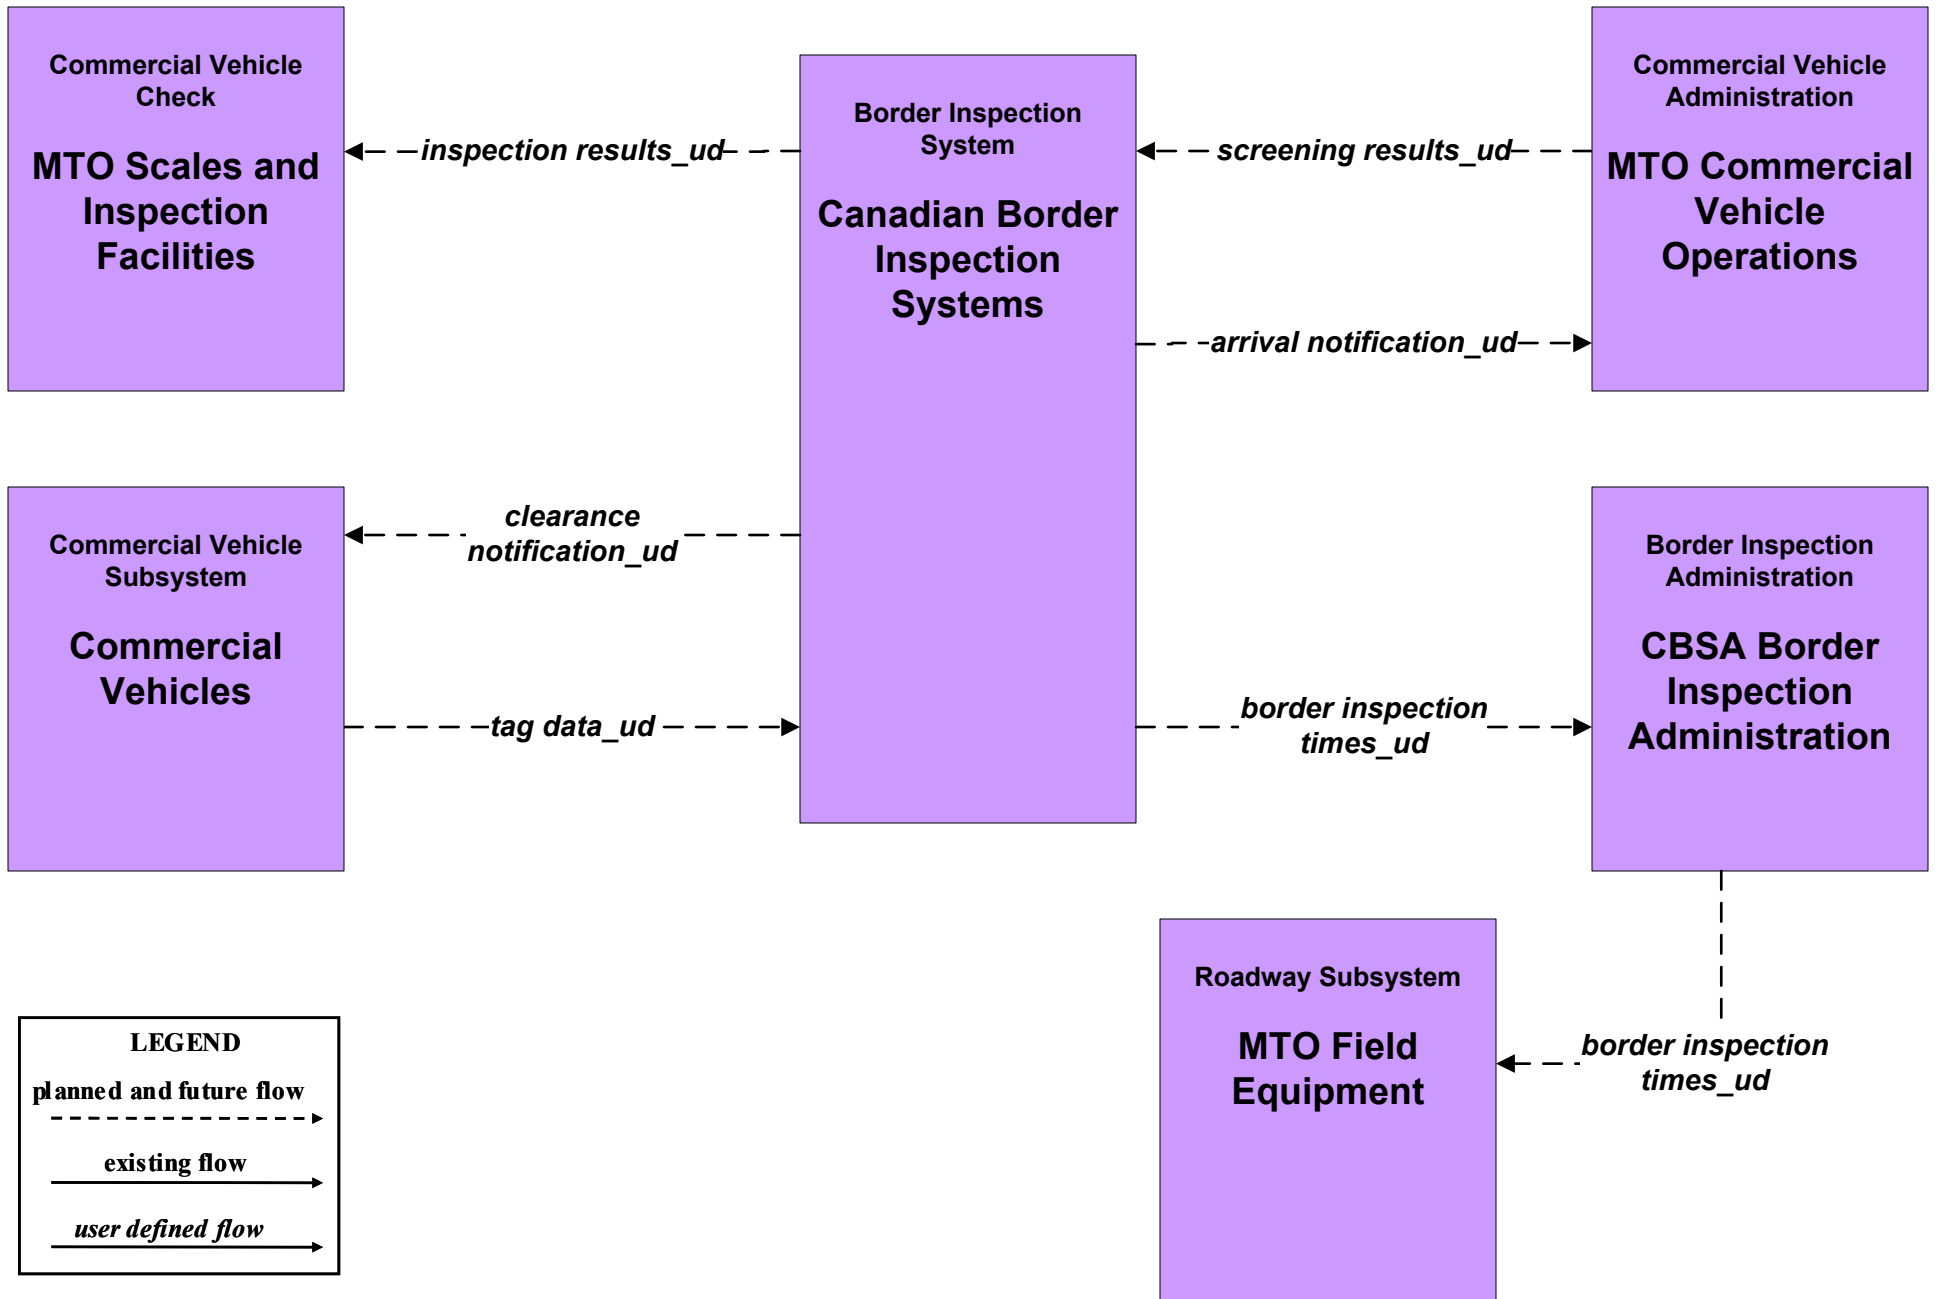 Commercial Vehicle
Check
MTO Scales and
Inspection
Facilities
inspection results_ud
Border Inspection
System
Canadian Border
Inspection
Systems
screening results_ud
Commercial Vehicle
Administration
MTO Commercial
Vehicle
Operations
arrival notification_ud
Commercial Vehicle
Subsystem
Commercial
Vehicles
clearance
notification_ud
tag data_ud
border inspection
times_ud
Border Inspection
Administration
CBSA Border
Inspection
Administration
Roadway Subsystem
MTO Field
Equipment
border inspection
times_ud
LEGEND
planned and future flow
existing flow
user defined flow